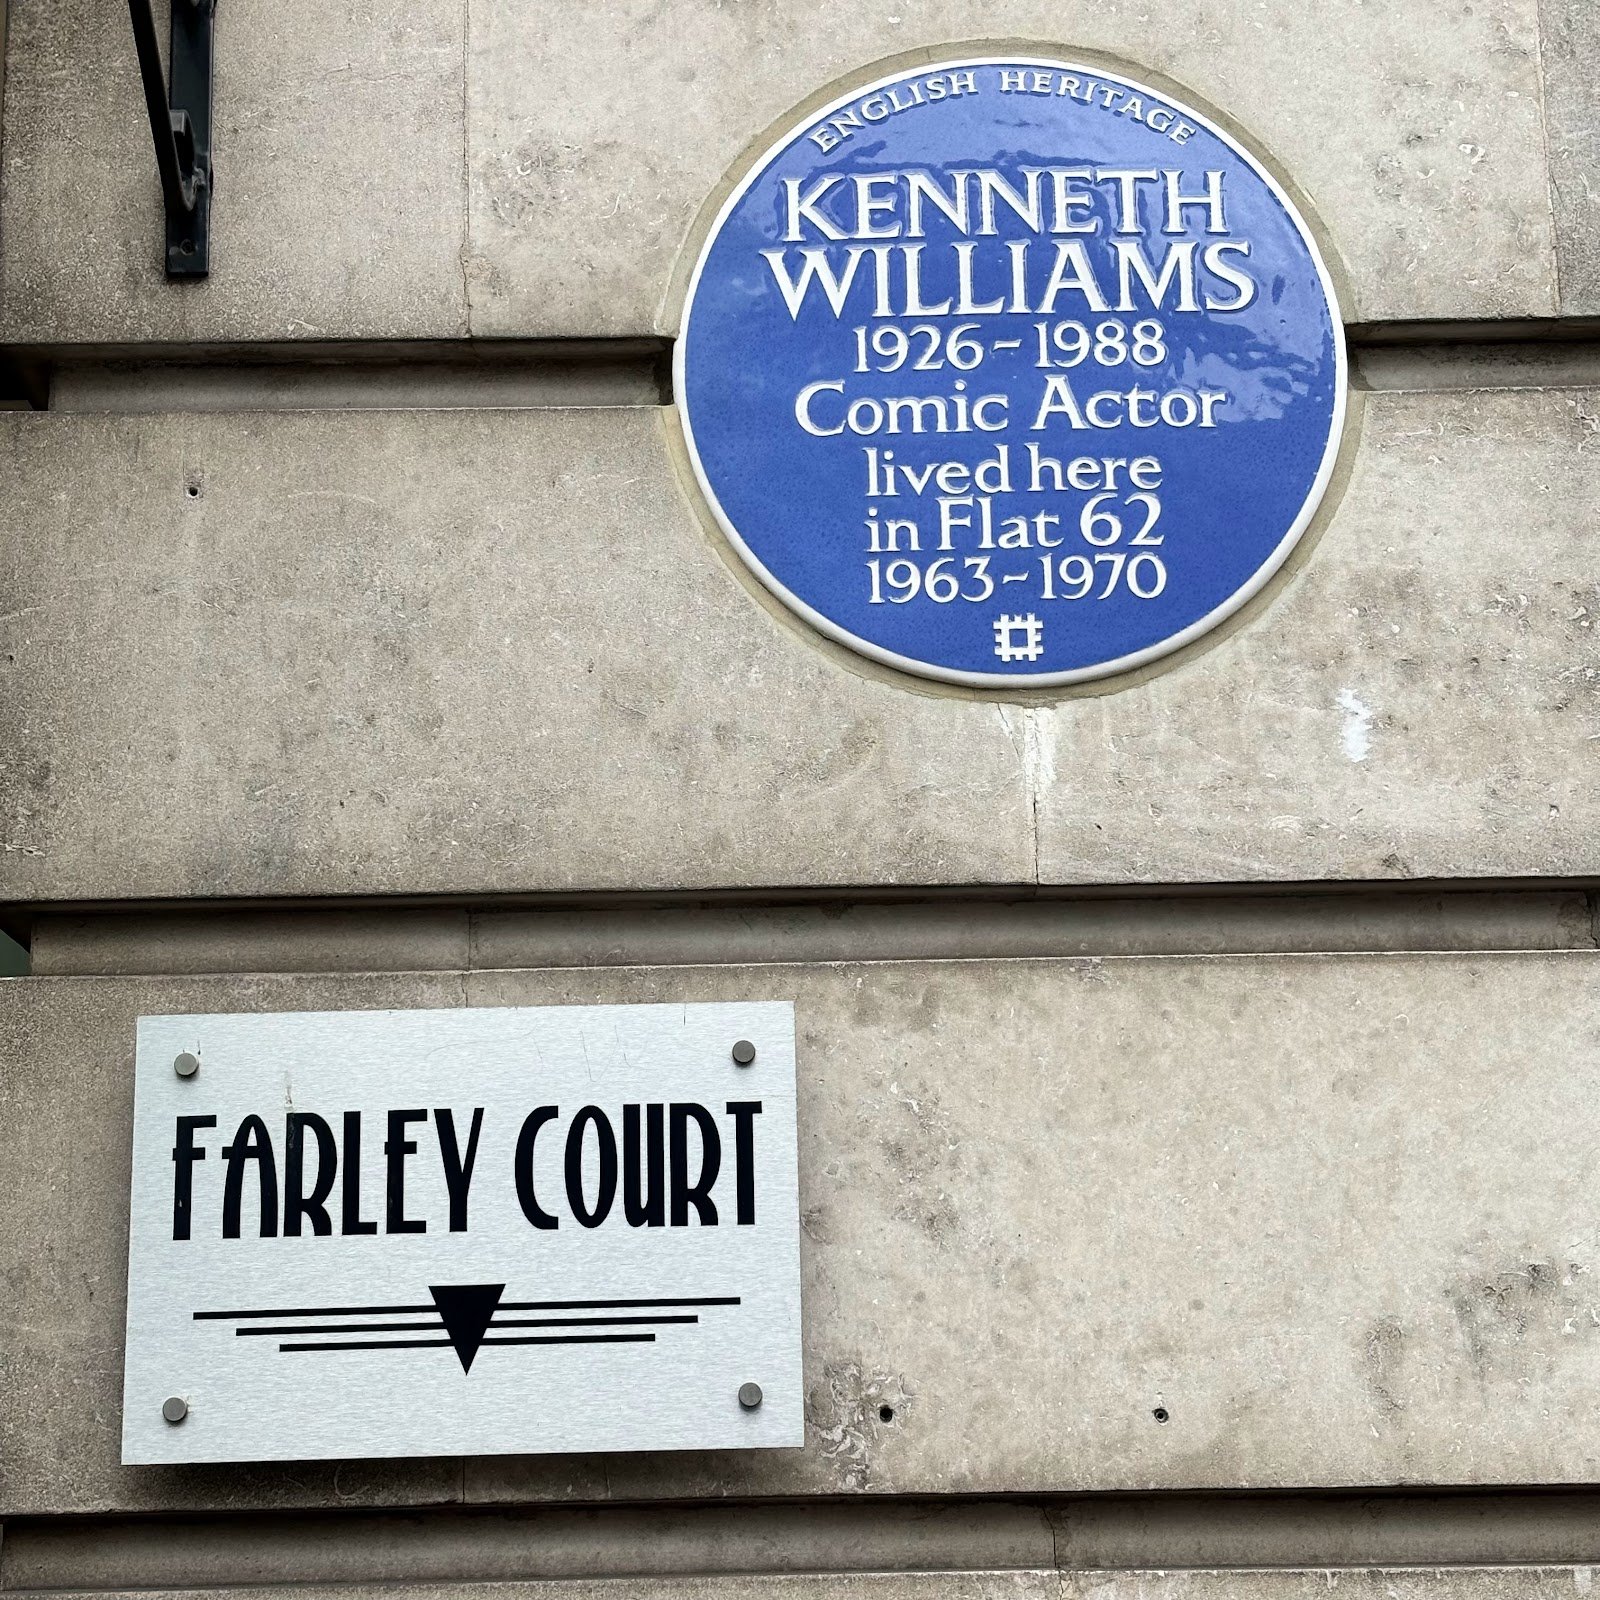 ENGLISH HERITAGE
KENNETH
WILLIAMS
1926-1988
Comic Actor
lived here
in Flat 62
1963-1970
FARLEY COURT